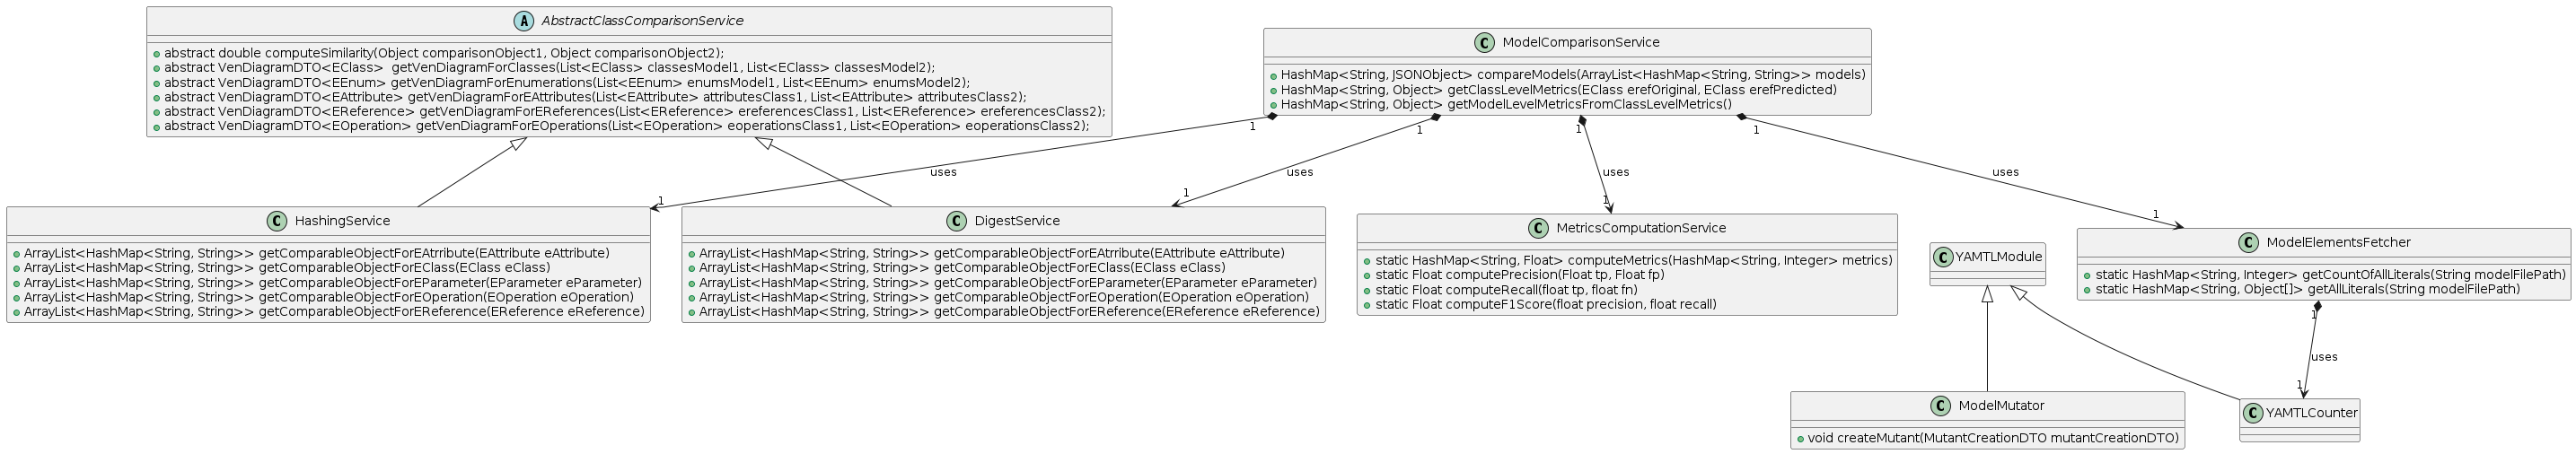 A AbstractClassComparisonService
abstract double computeSimilarity(Object comparisonObject1, Object comparisonObject2);
abstract VenDiagramDTO<EClass>  getVenDiagramForClasses(List<EClass> classesModel1, List<EClass> classesModel2);
abstract VenDiagramDTO<EEnum> getVenDiagramForEnumerations(List<EEnum> enumsModel1, List<EEnum> enumsModel2);
abstract VenDiagramDTO<EAttribute> getVenDiagramForEAttributes(List<EAttribute> attributesClass1, List<EAttribute> attributesClass2);
abstract VenDiagramDTO<EReference> getVenDiagramForEReferences(List<EReference> ereferencesClass1, List<EReference> ereferencesClass2);
abstract VenDiagramDTO<EOperation> getVenDiagramForEOperations(List<EOperation> eoperationsClass1, List<EOperation> eoperationsClass2);
C ModelComparisonService
HashMap<String, JSONObject> compareModels(ArrayList<HashMap<String, String>> models)
HashMap<String, Object> getClassLevelMetrics(EClass erefOriginal, EClass erefPredicted)
HashMap<String, Object> getModelLevelMetricsFromClassLevelMetrics()
1
1
1
1
uses
uses
uses
uses
1
1
1
1
C HashingService
ArrayList<HashMap<String, String>> getComparableObjectForEAtrribute(EAttribute eAttribute)
ArrayList<HashMap<String, String>> getComparableObjectForEClass(EClass eClass)
ArrayList<HashMap<String, String>> getComparableObjectForEParameter(EParameter eParameter)
ArrayList<HashMap<String, String>> getComparableObjectForEOperation(EOperation eOperation)
ArrayList<HashMap<String, String>> getComparableObjectForEReference(EReference eReference)
C DigestService
ArrayList<HashMap<String, String>> getComparableObjectForEAtrribute(EAttribute eAttribute)
ArrayList<HashMap<String, String>> getComparableObjectForEClass(EClass eClass)
ArrayList<HashMap<String, String>> getComparableObjectForEParameter(EParameter eParameter)
ArrayList<HashMap<String, String>> getComparableObjectForEOperation(EOperation eOperation)
ArrayList<HashMap<String, String>> getComparableObjectForEReference(EReference eReference)
C MetricsComputationService
static HashMap<String, Float> computeMetrics(HashMap<String, Integer> metrics)
static Float computePrecision(Float tp, Float fp)
static Float computeRecall(float tp, float fn)
static Float computeF1Score(float precision, float recall)
C YAMTLModule
C ModelElementsFetcher
static HashMap<String, Integer> getCountOfAllLiterals(String modelFilePath)
static HashMap<String, Object[]> getAllLiterals(String modelFilePath)
1
uses
1
C ModelMutator
void createMutant(MutantCreationDTO mutantCreationDTO)
C YAMTLCounter